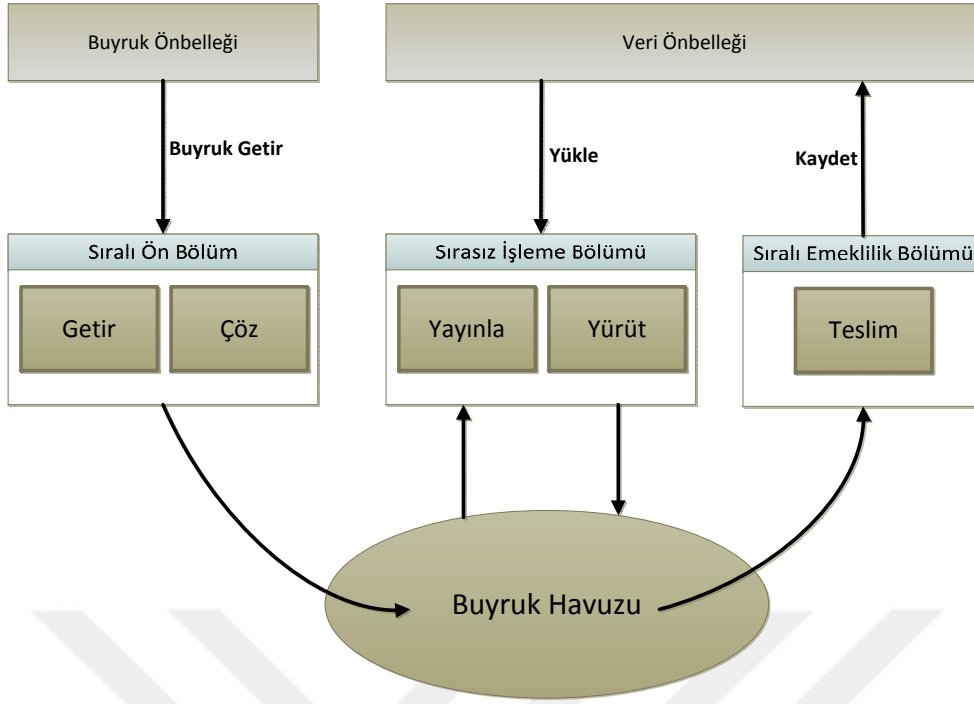 Buyruk Önbelleği
Veri Önbelleği
Buyruk Getir
Yükle
Kaydet
Sıralı Ön Bölüm
Sırasız İşleme Bölümü
Sıralı Emeklilik Bölümü
Getir
Çöz
Yayınla
Yürüt
Teslim
Buyruk Havuzu